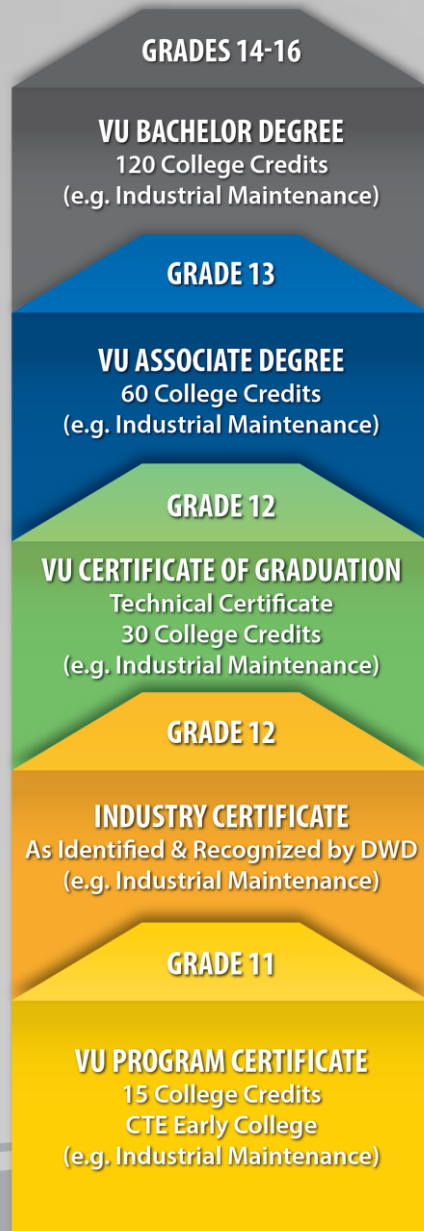 GRADES 14-16
VU BACHELOR DEGREE
120 College Credits
(e.g. Industrial Maintenance)
GRADE 13
VU ASSOCIATE DEGREE
60 College Credits
(e.g. Industrial Maintenance)
GRADE 12
VU CERTIFICATE OF GRADUATION
Technical Certificate
30 College Credits
(e.g. Industrial Maintenance)
GRADE 12
INDUSTRY CERTIFICATE
As Identified & Recognized by DWD
(e.g. Industrial Maintenance)
GRADE 11
VU PROGRAM CERTIFICATE
15 College Credits
CTE Early College
(e.g. Industrial Maintenance)